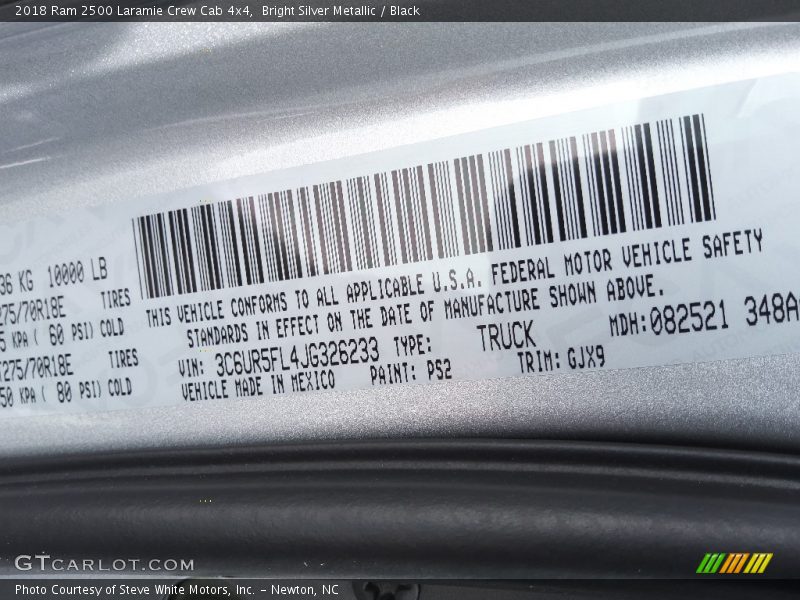 2018 Ram 2500 Laramie Crew Cab 4x4, Bright Silver Metallic / Black
36 KG 10000 LB
275/70R18E TIRES
5 KPA ( 60 PSI) COLD
T275/70R18E TIRES
50 KPA ( 80 PSI) COLD
THIS VEHICLE CONFORMS TO ALL APPLICABLE U.S.A. FEDERAL MOTOR VEHICLE SAFETY
STANDARDS IN EFFECT ON THE DATE OF MANUFACTURE SHOWN ABOVE.
VIN: 3C6UR5FL4JG326233 TYPE: TRUCK MDH:082521 348A
VEHICLE MADE IN MEXICO PAINT: PS2 TRIM: GJX9
GTCARLOT.COM
Photo Courtesy of Steve White Motors, Inc. – Newton, NC